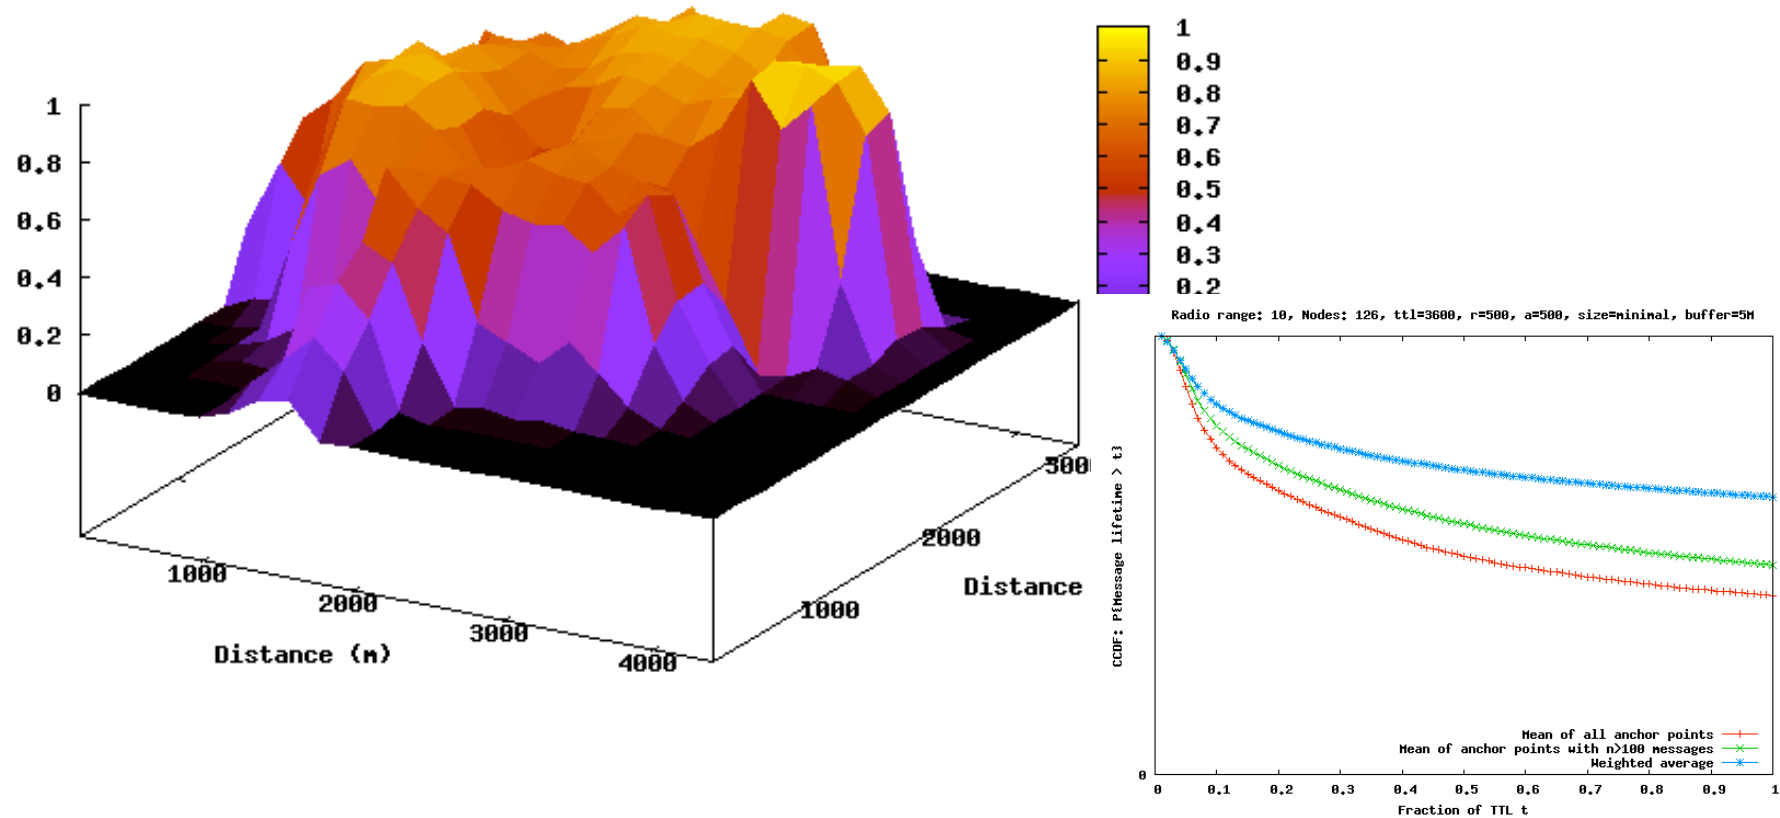 1
0.8
0.6
0.4
0.2
0
1000
2000
3000
4000
Distance (m)
1000
2000
300
Distance
1
0.9
0.8
0.7
0.6
0.5
0.4
0.3
0.2
Radio range: 10, Nodes: 126, ttl=3600, r=500, a=500, size=minimal, buffer=5M
CCDF: P{Message lifetime > t}
Mean of all anchor points
Mean of anchor points with n>100 messages
Weighted average
0
0 0.1 0.2 0.3 0.4 0.5 0.6 0.7 0.8 0.9 1
Fraction of TTL t